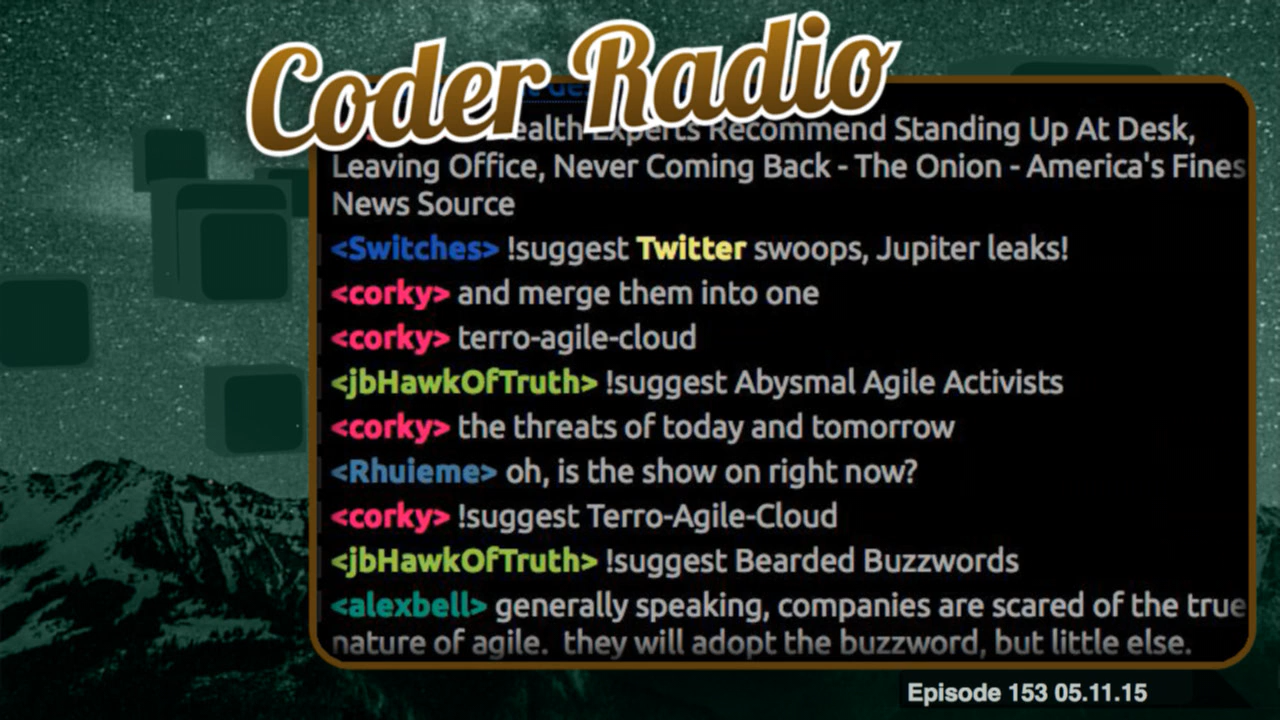 Coder Radio
Experts Recommend Standing Up At Desk,
Leaving Office, Never Coming Back - The Onion - America's Fines
News Source
<Switches> !suggest Twitter swoops, Jupiter leaks!
<corky> and merge them into one
<corky> terro-agile-cloud
<jbHawkOfTruth> !suggest Abysmal Agile Activists
<corky> the threats of today and tomorrow
<Rhuieme> oh, is the show on right now?
<corky> !suggest Terro-Agile-Cloud
<jbHawkOfTruth> !suggest Bearded Buzzwords
<alexbell> generally speaking, companies are scared of the true
nature of agile.  they will adopt the buzzword, but little else.
Episode 153 05.11.15